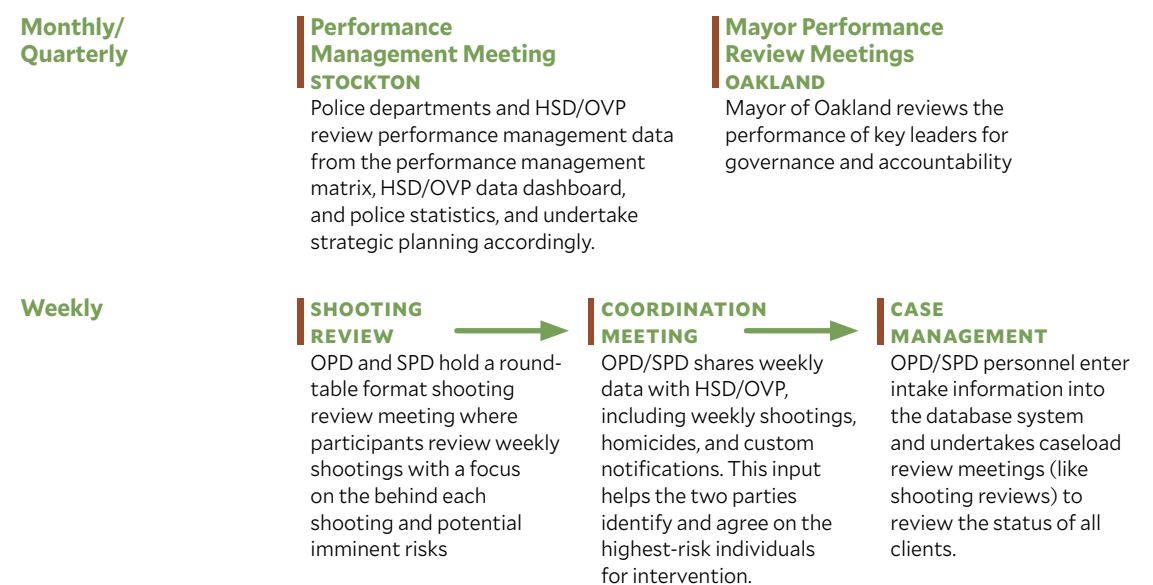 Monthly/
Quarterly
Performance
Management Meeting
STOCKTON
Police departments and HSD/OVP
review performance management data
from the performance management
matrix, HSD/OVP data dashboard,
and police statistics, and undertake
strategic planning accordingly.
Mayor Performance
Review Meetings
OAKLAND
Mayor of Oakland reviews the
performance of key leaders for
governance and accountability
Weekly
SHOOTING
REVIEW
OPD and SPD hold a round-
table format shooting
review meeting where
participants review weekly
shootings with a focus
on the behind each
shooting and potential
imminent risks
COORDINATION
MEETING
OPD/SPD shares weekly
data with HSD/OVP,
including weekly shootings,
homicides, and custom
notifications. This input
helps the two parties
identify and agree on the
highest-risk individuals
for intervention.
CASE
MANAGEMENT
OPD/SPD personnel enter
intake information into
the database system
and undertakes caseload
review meetings (like
shooting reviews) to
review the status of all
clients.